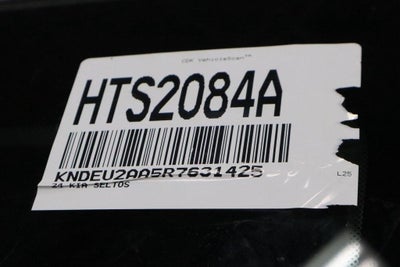 CDK VehicleScan™
HTS2084A
KNDEU2AA5R7631425
24 KIA SELTOS
L25